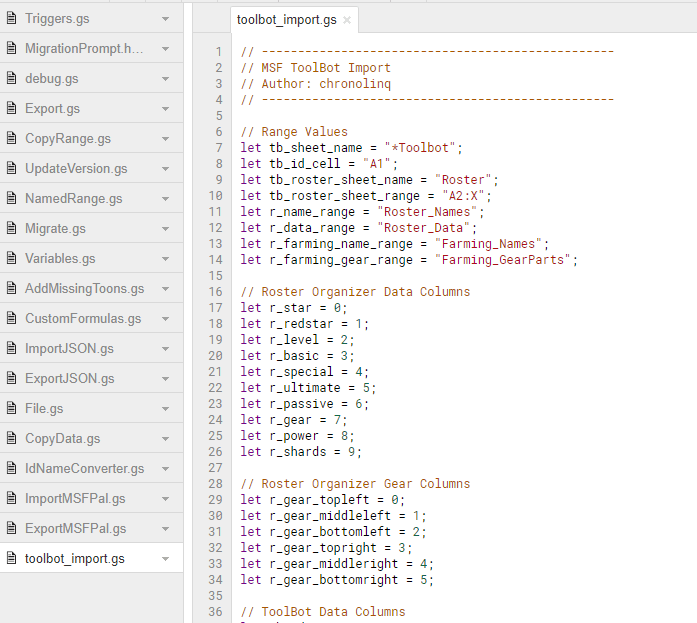 Triggers.gs
MigrationPrompt.h...
debug.gs
Export.gs
CopyRange.gs
UpdateVersion.gs
NamedRange.gs
Migrate.gs
Variables.gs
AddMissingToons.gs
CustomFormulas.gs
ImportJSON.gs
ExportJSON.gs
File.gs
CopyData.gs
IdNameConverter.gs
ImportMSFPal.gs
ExportMSFPal.gs
toolbot_import.gs
toolbot_import.gs ×
1 // -------------------------------------------------
2 // MSF ToolBot Import
3 // Author: chronolinq
4 // -------------------------------------------------
5
6 // Range Values
7 let tb_sheet_name = "*Toolbot";
8 let tb_id_cell = "A1";
9 let tb_roster_sheet_name = "Roster";
10 let tb_roster_sheet_range = "A2:X";
11 let r_name_range = "Roster_Names";
12 let r_data_range = "Roster_Data";
13 let r_farming_name_range = "Farming_Names";
14 let r_farming_gear_range = "Farming_GearParts";
15
16 // Roster Organizer Data Columns
17 let r_star = 0;
18 let r_redstar = 1;
19 let r_level = 2;
20 let r_basic = 3;
21 let r_special = 4;
22 let r_ultimate = 5;
23 let r_passive = 6;
24 let r_gear = 7;
25 let r_power = 8;
26 let r_shards = 9;
27
28 // Roster Organizer Gear Columns
29 let r_gear_topleft = 0;
30 let r_gear_middleleft = 1;
31 let r_gear_bottomleft = 2;
32 let r_gear_topright = 3;
33 let r_gear_middleright = 4;
34 let r_gear_bottomright = 5;
35
36 // ToolBot Data Columns